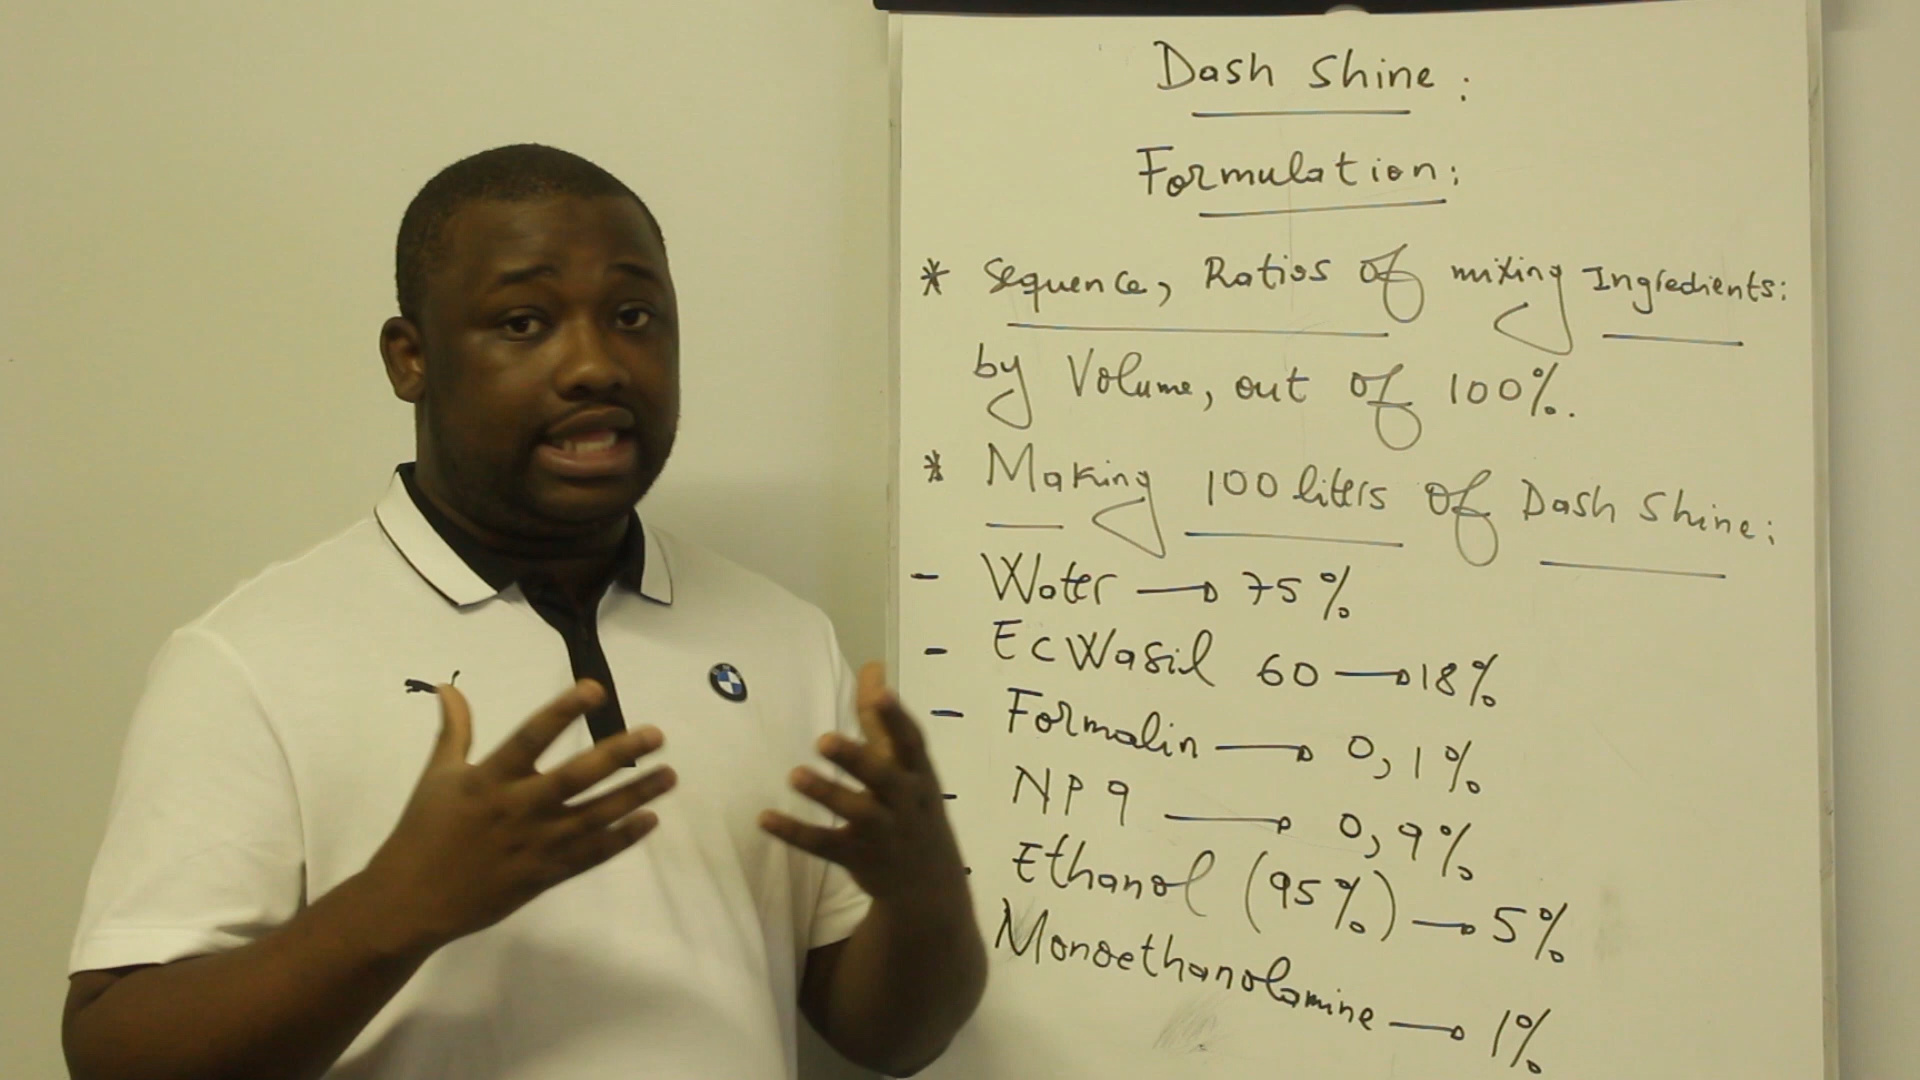 Dash Shine:
Formulation:
* Sequence, Ratios of mixing Ingredients:
by Volume, out of 100%.
* Making 100 liters of Dash Shine:
- Water → 75%
- EcWasil 60 → 18%
- Formalin → 0,1%
- NP9 → 0,9%
- Ethanol (95%) → 5%
Monoethanolamine → 1%